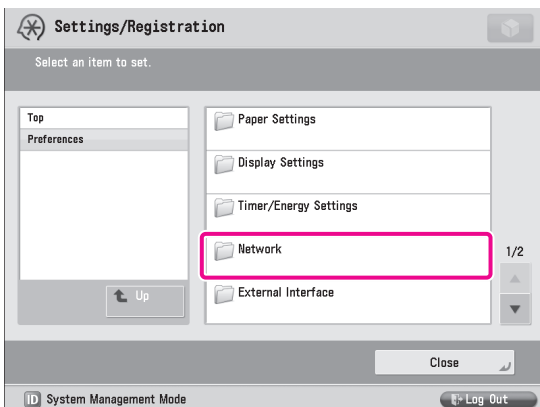 Settings/Registration
Select an item to set.
Top
Preferences
Up
Paper Settings
Display Settings
Timer/Energy Settings
Network
External Interface
1/2
Close
ID System Management Mode
Log Out